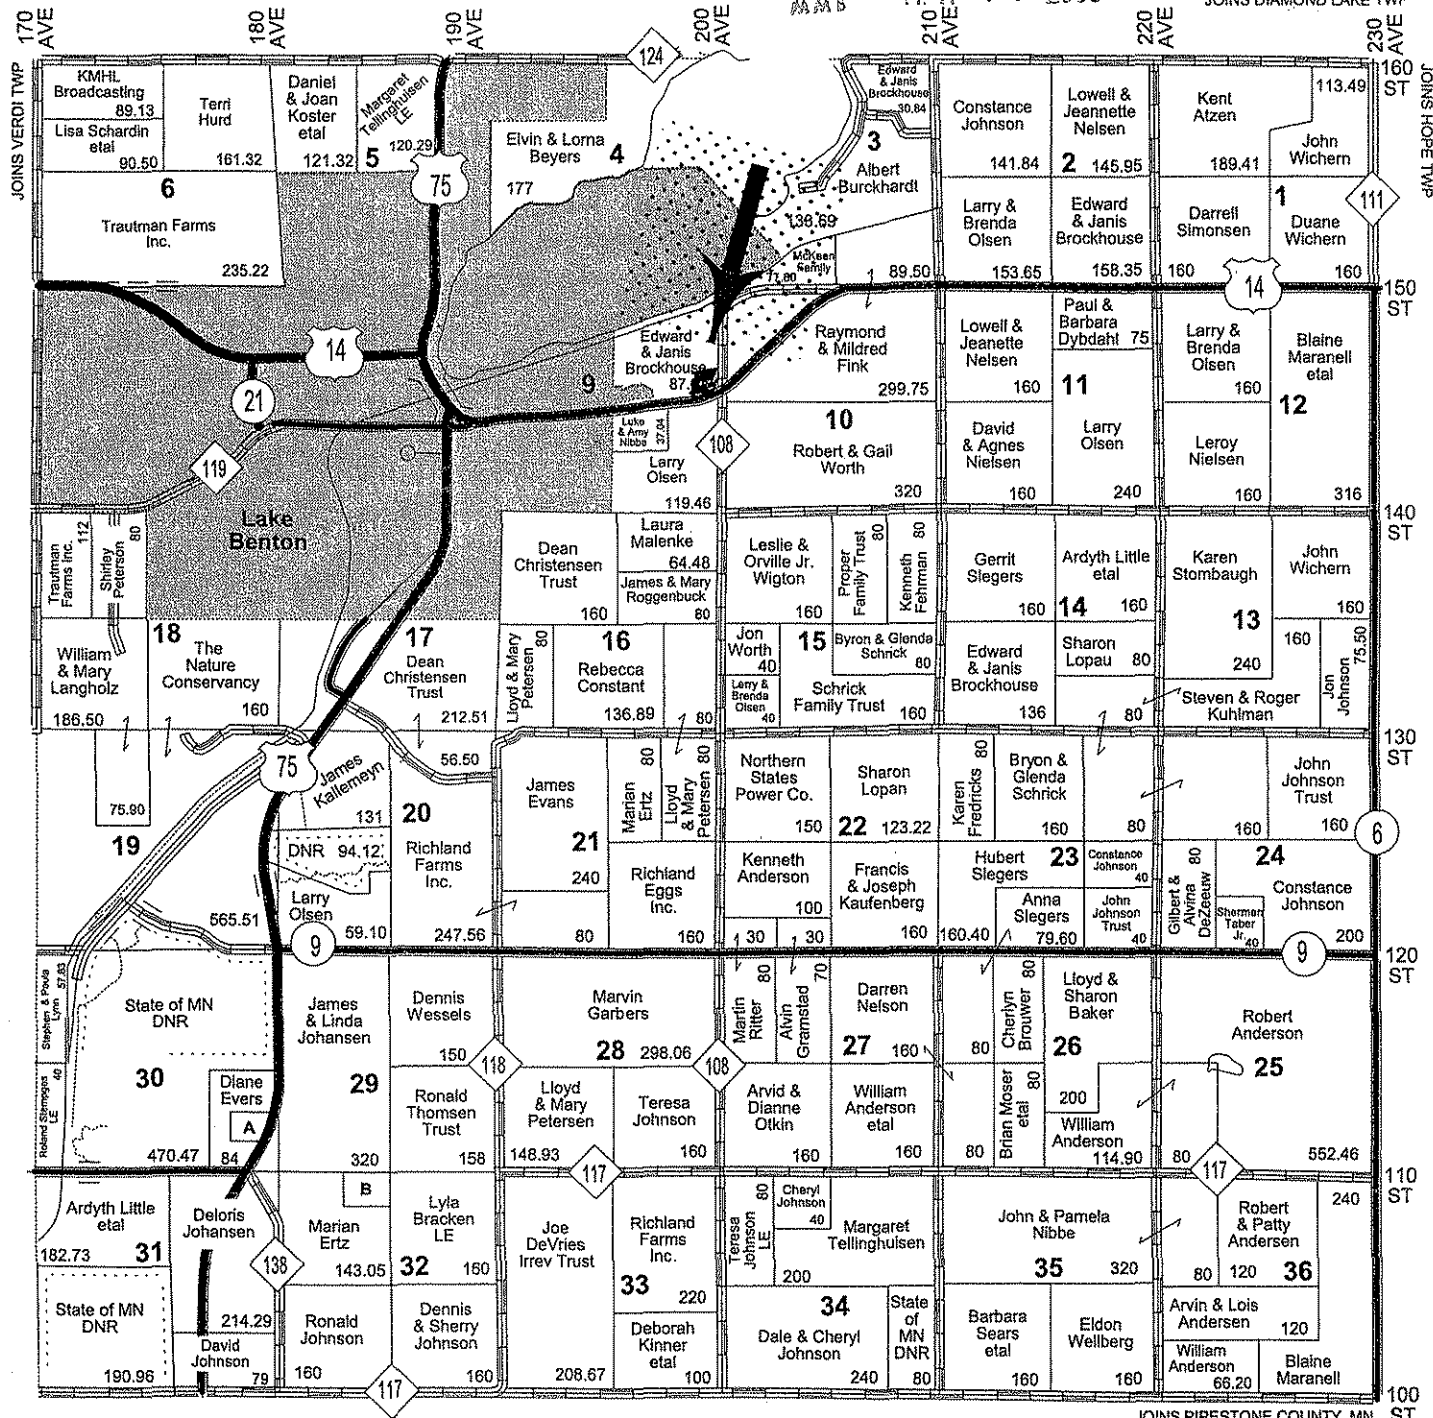 170 AVE
180 AVE
190 AVE
200 AVE
210 AVE
220 AVE
230 AVE
MMB
JOINS DIAMOND LAKE TWP
JOINS VERDI TWP
JOINS HOPE TWP
124
160 ST
KMHL
Broadcasting
89.13
Lisa Schardin
etal
90.50
Terri
Hurd
161.32
Daniel
& Joan
Koster
etal
121.32
Margaret
Tellinghuisen
LE
120.29
5
75
Elvin & Lorna
Beyers
177
4
Edward
& Janis
Brockhouse
30.84
3
Albert
Burckhardt
138.69
McKeen
Family
71.80
89.50
Constance
Johnson
141.84
Lowell &
Jeannette
Nelsen
2 145.95
Kent
Atzen
189.41
113.49
John
Wichern
6
Trautman Farms
Inc.
235.22
Larry &
Brenda
Olsen
153.65
Edward
& Janis
Brockhouse
158.35
Darrell
Simonsen
160
1
Duane
Wichern
160
111
14
150 ST
14
21
119
Edward
& Janis
Brockhouse
87.
9
Luke
& Amy
Nibbe
37.04
Larry
Olsen
119.46
108
Raymond
& Mildred
Fink
299.75
10
Robert & Gail
Worth
320
Lowell &
Jeanette
Nelsen
160
Paul &
Barbara
Dybdahl 75
11
David
& Agnes
Nielsen
160
Larry
Olsen
240
Larry &
Brenda
Olsen
160
Blaine
Maranell
etal
12
Leroy
Nielsen
160
316
140 ST
Lake
Benton
Trautman
Farms Inc.
112
Shirley
Peterson
80
Dean
Christensen
Trust
160
Laura
Malenke
64.48
James & Mary
Roggenbuck
80
Leslie &
Orville Jr.
Wigton
160
Proper
Family Trust
80
Kenneth
Fehrman
80
Gerrit
Slegers
160
Ardyth Little
etal
14 160
Karen
Stombaugh
13
240
John
Wichern
160
William
& Mary
Langholz
186.50
18
The
Nature
Conservancy
160
17
Dean
Christensen
Trust
212.51
Lloyd & Mary
Petersen
80
16
Rebecca
Constant
136.89
80
Jon
Worth
40
15
Byron & Glenda
Schrick
80
Larry &
Brenda
Olsen 40
Schrick
Family Trust
160
Edward
& Janis
Brockhouse
136
Sharon
Lopau 80
80
160
Jon
Johnson
75.50
Steven & Roger
Kuhlman
130 ST
75.90
19
75
James
Kallemeyn
131
56.50
20
DNR 94.12
Richland
Farms
Inc.
247.56
Larry
Olsen
59.10
565.51
James
Evans
21
240
80
Marian
Ertz
80
Lloyd
& Mary
Petersen 80
Richland
Eggs
Inc.
160
Northern
States
Power Co.
150
Sharon
Lopan
22 123.22
Kenneth
Anderson
100
30
30
Francis
& Joseph
Kaufenberg
160
Karen
Fredricks
80
Bryon &
Glenda
Schrick
160
80
Hubert
Slegers
160.40
23
Constance
Johnson
40
Anna
Slegers
79.60
John
Johnson
Trust
40
160
John
Johnson
Trust
160
6
Gilbert &
Alvina
DeZeeuw
80
24
Sherman
Taber
Jr. 40
Constance
Johnson
200
9
9
120 ST
Stephen & Paula
Lynn 57.83
State of MN
DNR
30
40
LE
470.47
Diane
Evers
A
84
James
& Linda
Johansen
29
320
Dennis
Wessels
150
Ronald
Thomsen
Trust
158
118
Marvin
Garbers
28 298.06
Lloyd
& Mary
Petersen
148.93
Teresa
Johnson
160
108
Martin
Ritter
80
Alvin
Gramstad
70
Darren
Nelson
27 160
Arvid &
Dianne
Otkin
160
William
Anderson
etal
160
80
Cherlyn
Brouwer
80
Lloyd &
Sharon
Baker
26
200
Brian Moser
etal
80
80
William
Anderson
114.90
Robert
Anderson
25
80
552.46
117
117
110 ST
Ardyth Little
etal
182.73
31
State of MN
DNR
190.96
Deloris
Johansen
214.29
David
Johnson
79
138
B
Marian
Ertz
143.05
32
Lyla
Bracken
LE
160
Ronald
Johnson
160
Dennis
& Sherry
Johnson
160
117
Joe
DeVries
Irrev Trust
208.67
Richland
Farms
Inc.
33
220
Deborah
Kinner
etal
100
Teresa
Johnson
LE
80
Cheryl
Johnson
40
Margaret
Tellinghuisen
200
34
Dale & Cheryl
Johnson
240
State
of
MN
DNR
80
John & Pamela
Nibbe
35 320
Barbara
Sears
etal
160
Eldon
Wellberg
160
240
Robert
& Patty
Andersen
80
120
36
Arvin & Lois
Andersen
120
William
Anderson
66.20
Blaine
Maranell
100 ST
JOINS PIPESTONE COUNTY, MN